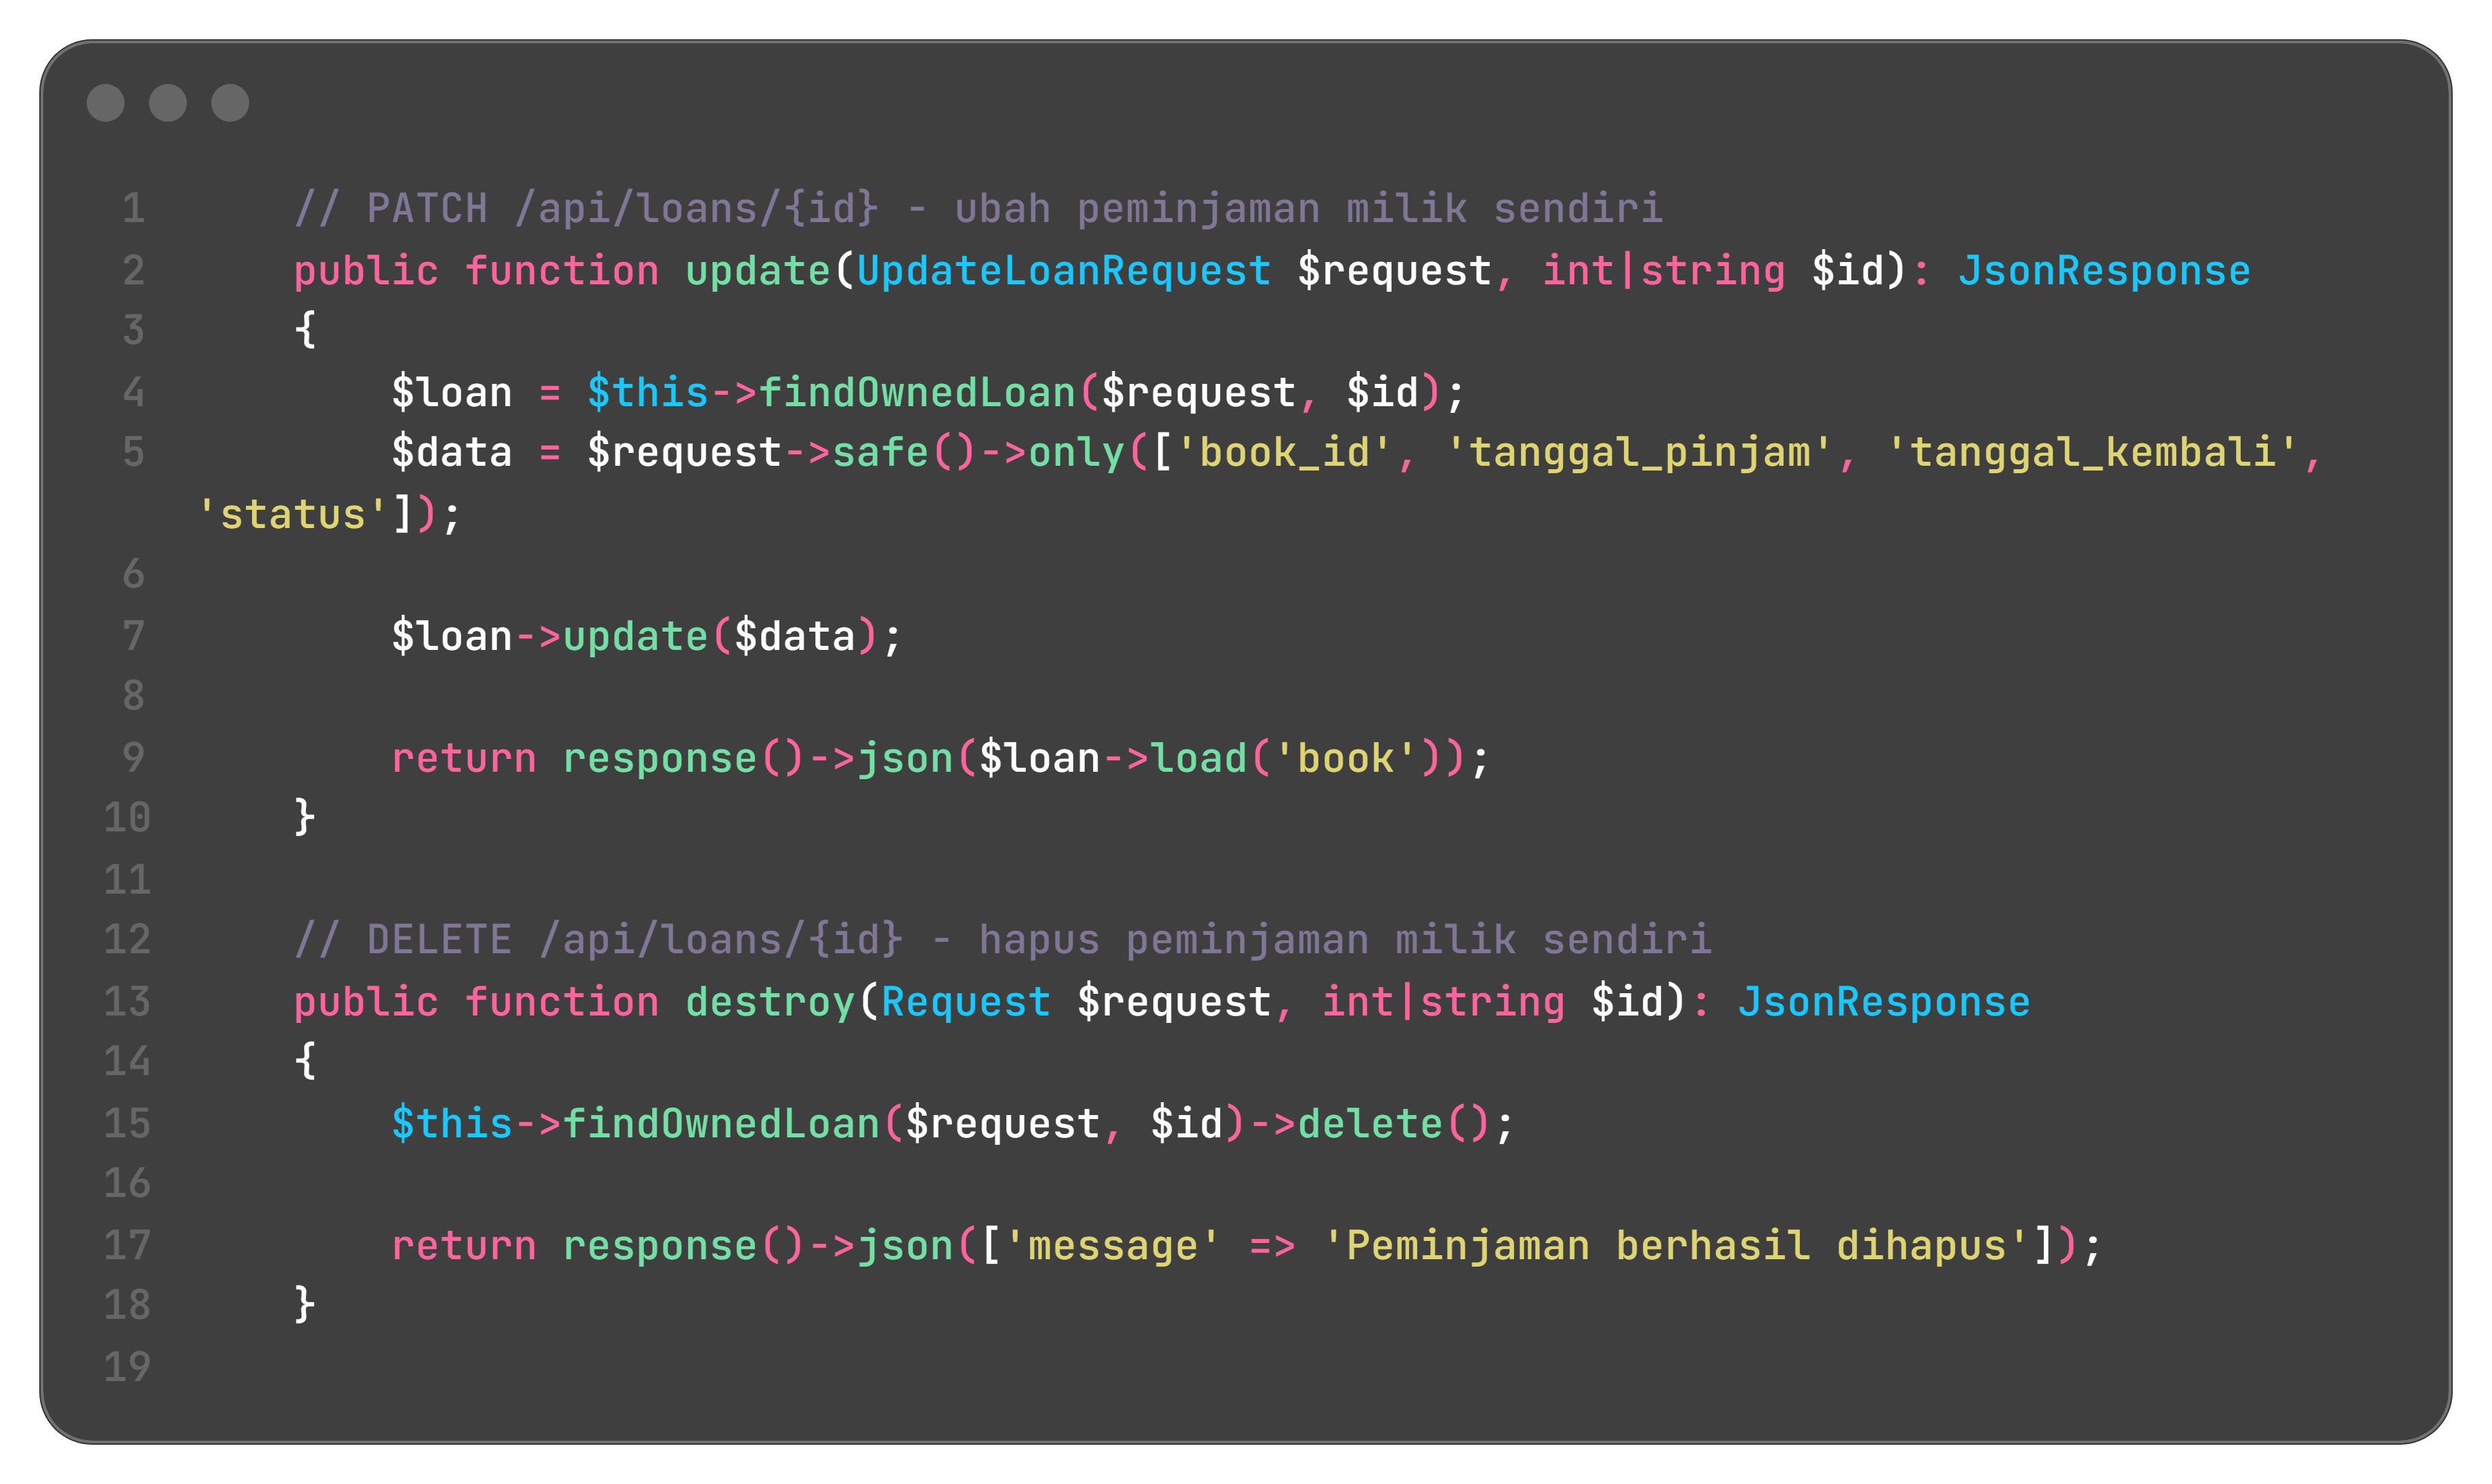 1 // PATCH /api/loans/{id} - ubah peminjaman milik sendiri
2 public function update(UpdateLoanRequest $request, int|string $id): JsonResponse
3 {
4 $loan = $this->findOwnedLoan($request, $id);
5 $data = $request->safe()->only(['book_id', 'tanggal_pinjam', 'tanggal_kembali',
'status']);
6
7 $loan->update($data);
8
9 return response()->json($loan->load('book'));
10 }
11
12 // DELETE /api/loans/{id} - hapus peminjaman milik sendiri
13 public function destroy(Request $request, int|string $id): JsonResponse
14 {
15 $this->findOwnedLoan($request, $id)->delete();
16
17 return response()->json(['message' => 'Peminjaman berhasil dihapus']);
18 }
19